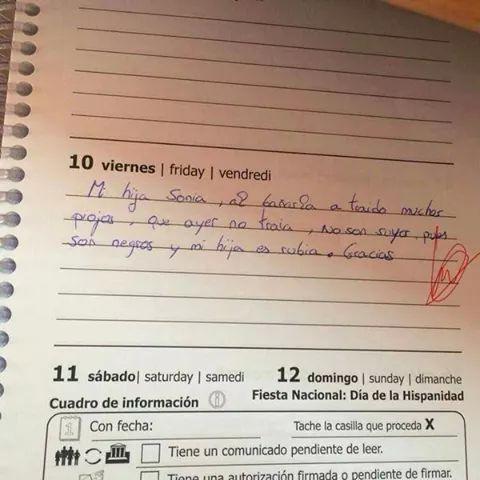 10 viernes | friday | vendredi
Mi hija Sonia, al bañarla a traido muchos
piojos, que ayer no traia, No son suyos, pues
son negros y mi hija es rubia. Gracias
11 sábado | saturday | samedi
12 domingo | sunday | dimanche
Fiesta Nacional: Día de la Hispanidad
Cuadro de información
Con fecha:
Tache la casilla que proceda X
Tiene un comunicado pendiente de leer.
Tiene una autorización firmada o pendiente de firmar.